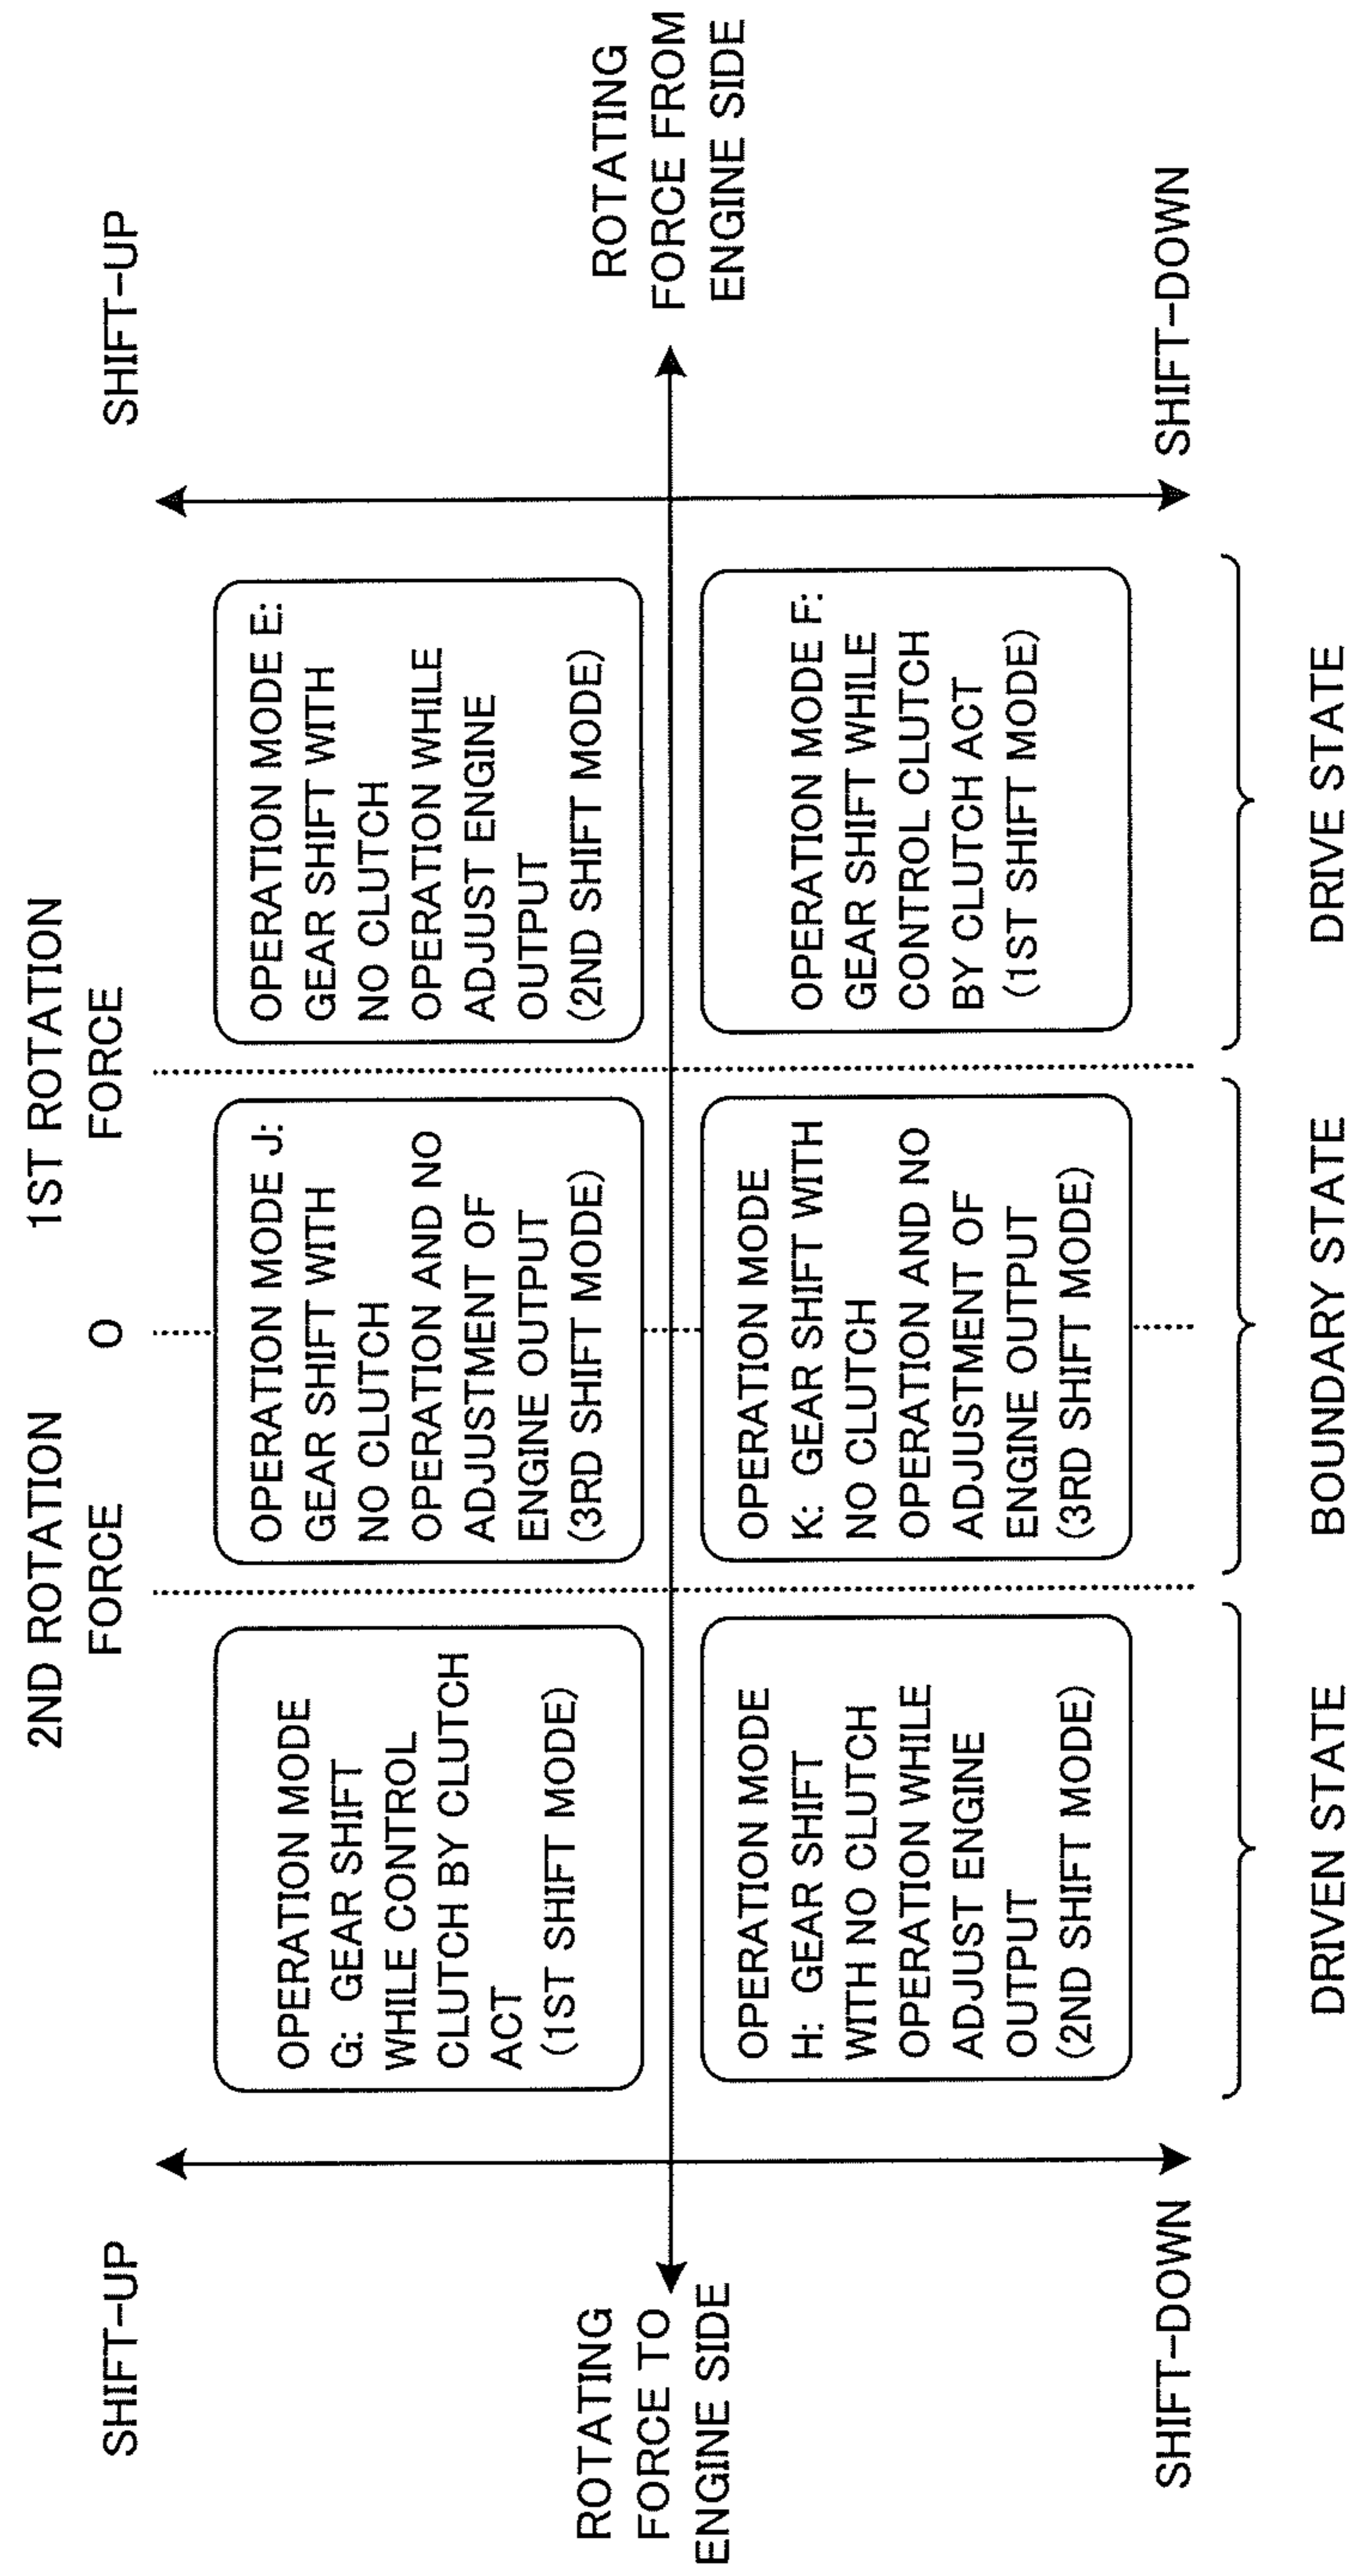 2ND ROTATION
FORCE
0
1ST ROTATION
FORCE
SHIFT-UP
SHIFT-UP
OPERATION MODE
G: GEAR SHIFT
WHILE CONTROL
CLUTCH BY CLUTCH
ACT
(1ST SHIFT MODE)
OPERATION MODE J:
GEAR SHIFT WITH
NO CLUTCH
OPERATION AND NO
ADJUSTMENT OF
ENGINE OUTPUT
(3RD SHIFT MODE)
OPERATION MODE E:
GEAR SHIFT WITH
NO CLUTCH
OPERATION WHILE
ADJUST ENGINE
OUTPUT
(2ND SHIFT MODE)
ROTATING
FORCE TO
ENGINE SIDE
ROTATING
FORCE FROM
ENGINE SIDE
OPERATION MODE
H: GEAR SHIFT
WITH NO CLUTCH
OPERATION WHILE
ADJUST ENGINE
OUTPUT
(2ND SHIFT MODE)
OPERATION MODE
K: GEAR SHIFT WITH
NO CLUTCH
OPERATION AND NO
ADJUSTMENT OF
ENGINE OUTPUT
(3RD SHIFT MODE)
OPERATION MODE F:
GEAR SHIFT WHILE
CONTROL CLUTCH
BY CLUTCH ACT
(1ST SHIFT MODE)
SHIFT-DOWN
SHIFT-DOWN
DRIVEN STATE
BOUNDARY STATE
DRIVE STATE